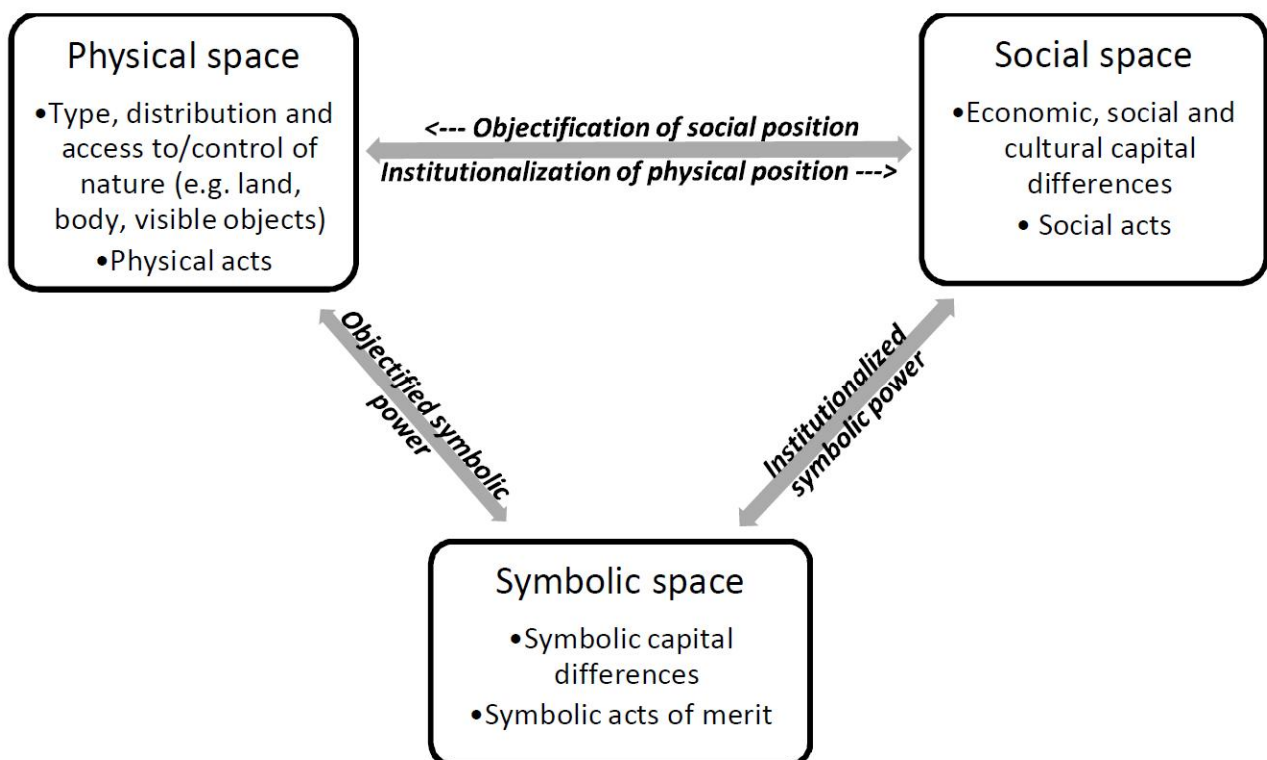 Physical space
•Type, distribution and
access to/control of
nature (e.g. land,
body, visible objects)
•Physical acts
<--- Objectification of social position
Institutionalization of physical position --->
Social space
•Economic, social and
cultural capital
differences
• Social acts
Objectified symbolic
power
Institutionalized
symbolic power
Symbolic space
•Symbolic capital
differences
•Symbolic acts of merit